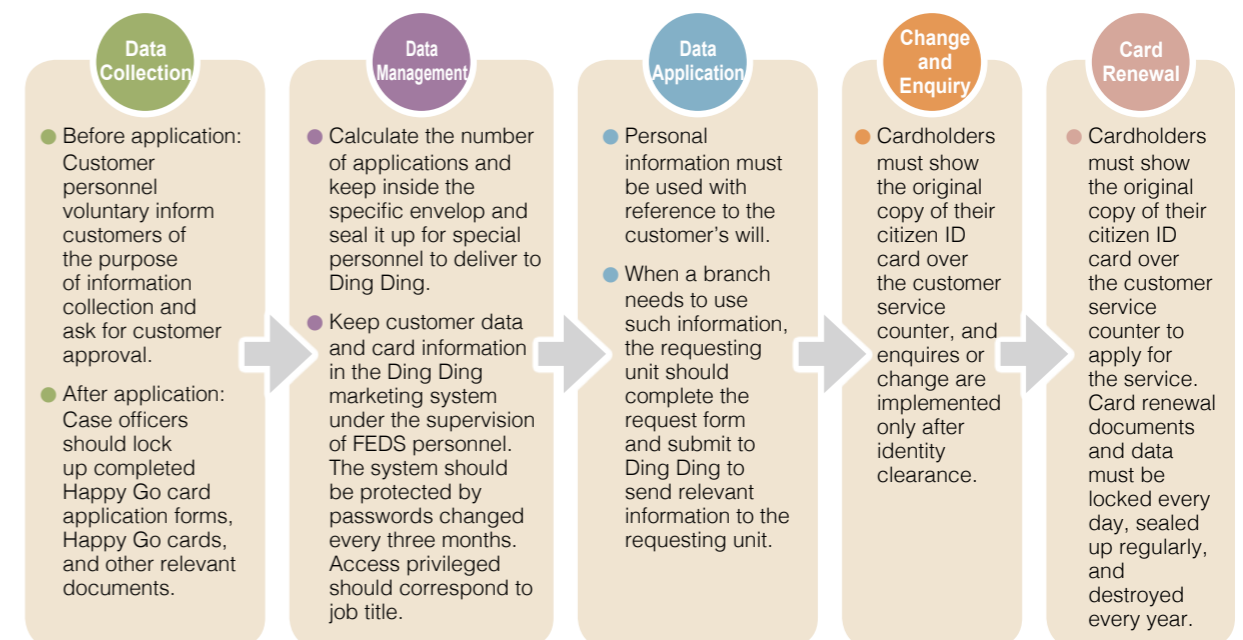 Data
Collection
Before application:
Customer
personnel
voluntary inform
customers of
the purpose
of information
collection and
ask for customer
approval.
After application:
Case officers
should lock
up completed
Happy Go card
application forms,
Happy Go cards,
and other relevant
documents.
Data
Management
Calculate the number
of applications and
keep inside the
specific envelop and
seal it up for special
personnel to deliver to
Ding Ding.
Keep customer data
and card information
in the Ding Ding
marketing system
under the supervision
of FEDS personnel.
The system should
be protected by
passwords changed
every three months.
Access privileged
should correspond to
job title.
Data
Application
Personal
information must
be used with
reference to the
customer's will.
When a branch
needs to use
such information,
the requesting
unit should
complete the
request form
and submit to
Ding Ding to
send relevant
information to the
requesting unit.
Change
and
Enquiry
Cardholders
must show
the original
copy of their
citizen ID
card over
the customer
service
counter, and
enquires or
change are
implemented
only after
identity
clearance.
Card
Renewal
Cardholders
must show
the original
copy of their
citizen ID
card over
the customer
service
counter to
apply for
the service.
Card renewal
documents
and data
must be
locked every
day, sealed
up regularly,
and
destroyed
every year.